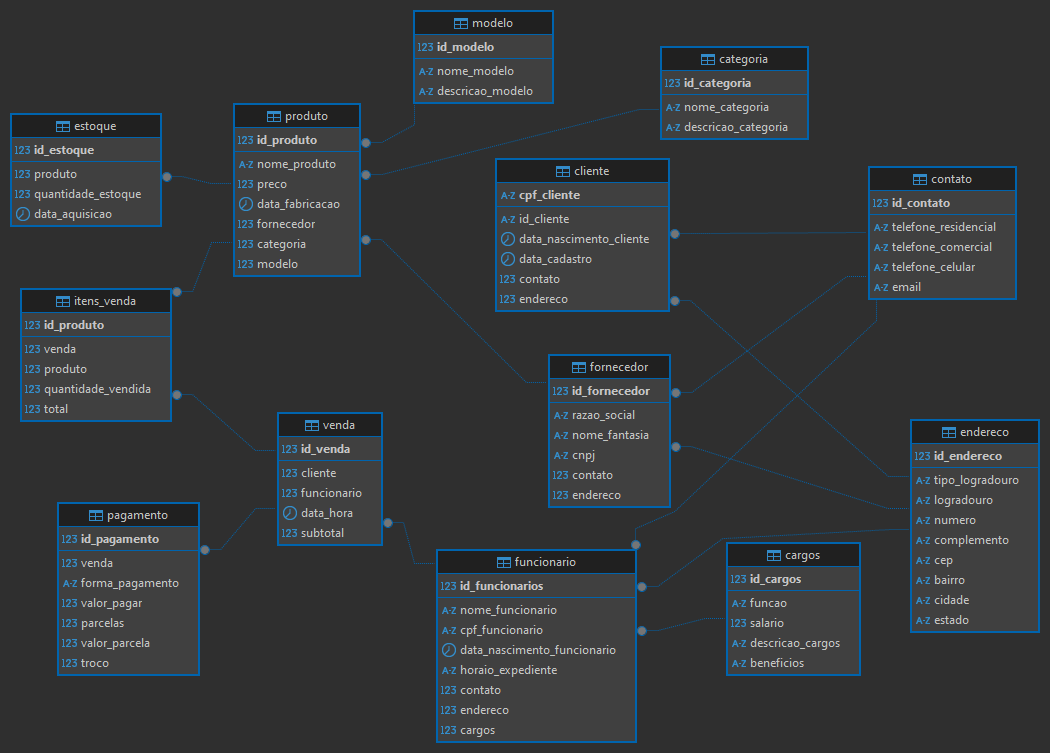 modelo
123 id_modelo
A-Z nome_modelo
A-Z descricao_modelo
categoria
123 id_categoria
A-Z nome_categoria
A-Z descricao_categoria
estoque
123 id_estoque
123 produto
123 quantidade_estoque
data_aquisicao
produto
123 id_produto
A-Z nome_produto
123 preco
data_fabricacao
123 fornecedor
123 categoria
123 modelo
cliente
A-Z cpf_cliente
A-Z id_cliente
data_nascimento_cliente
data_cadastro
123 contato
123 endereco
contato
123 id_contato
A-Z telefone_residencial
A-Z telefone_comercial
A-Z telefone_celular
A-Z email
itens_venda
123 id_produto
123 venda
123 produto
123 quantidade_vendida
123 total
fornecedor
123 id_fornecedor
A-Z razao_social
A-Z nome_fantasia
A-Z cnpj
123 contato
123 endereco
venda
123 id_venda
123 cliente
123 funcionario
data_hora
123 subtotal
endereco
123 id_endereco
A-Z tipo_logradouro
A-Z logradouro
A-Z numero
A-Z complemento
A-Z cep
A-Z bairro
A-Z cidade
A-Z estado
pagamento
123 id_pagamento
123 venda
A-Z forma_pagamento
123 valor_pagar
123 parcelas
123 valor_parcela
123 troco
funcionario
123 id_funcionarios
A-Z nome_funcionario
A-Z cpf_funcionario
data_nascimento_funcionario
A-Z horaio_expediente
123 contato
123 endereco
123 cargos
cargos
123 id_cargos
A-Z funcao
123 salario
A-Z descricao_cargos
A-Z beneficios